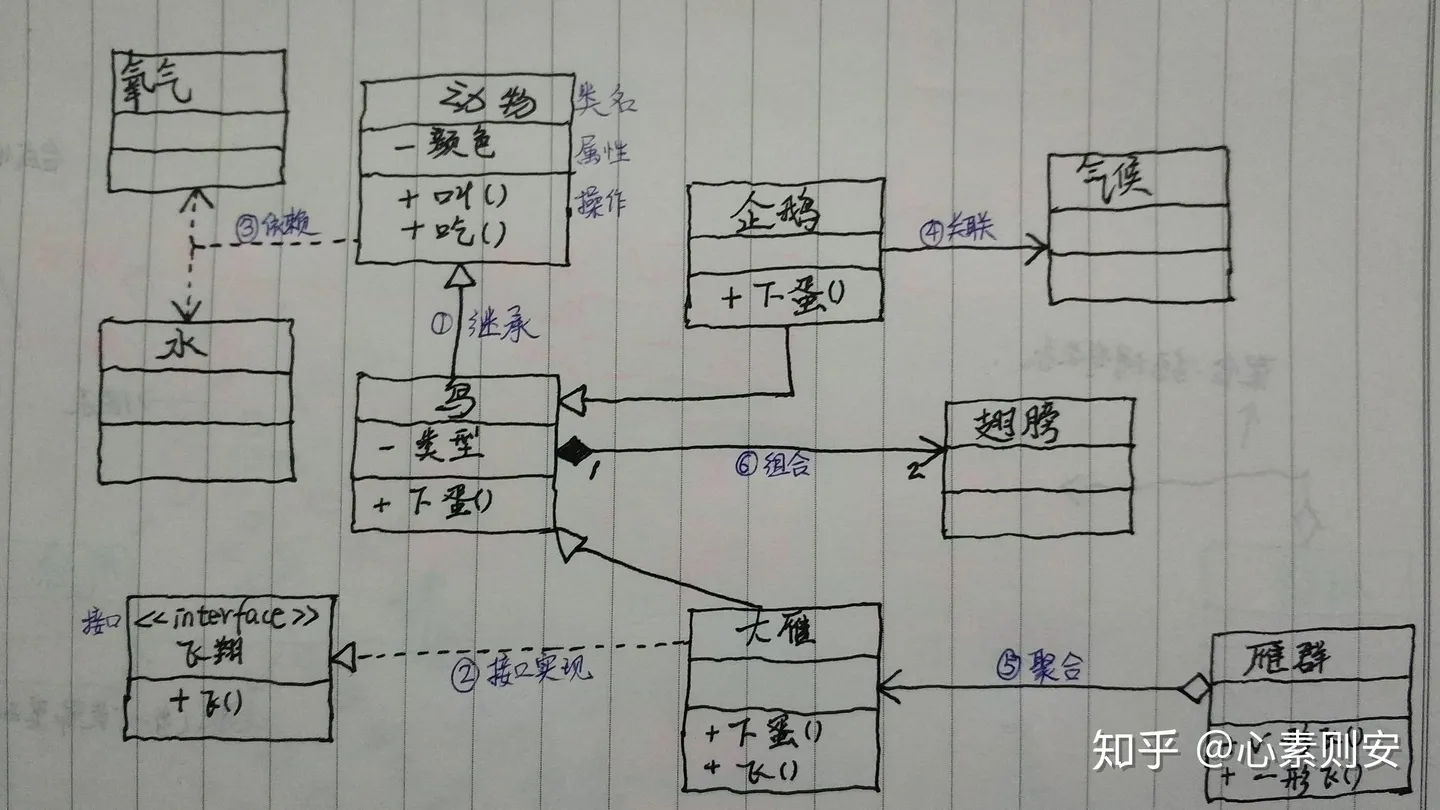 氧气
动物
类名
- 颜色
属性
+ 叫()
操作
+ 吃()
③依赖
企鹅
+ 下蛋()
④关联
气候
水
① 继承
鸟
- 类型
+ 下蛋()
1
⑥组合
2
翅膀
接口
<<interface>>
飞翔
+ 飞()
②接口实现
大雁
+ 下蛋()
+ 飞()
⑤聚合
雁群
+ 一形飞()
知乎 @心素则安